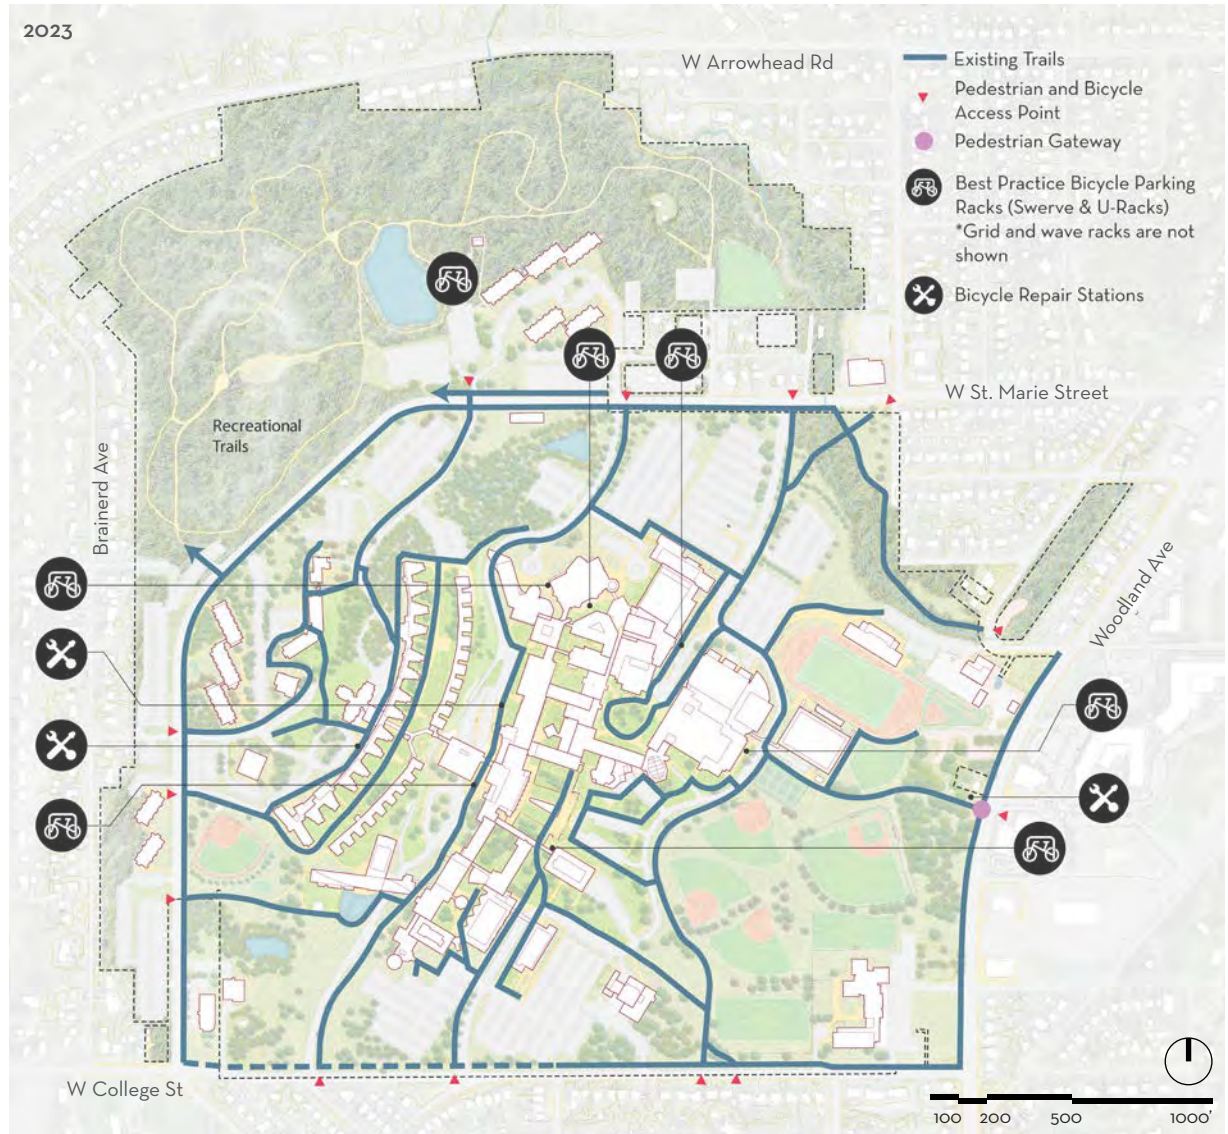 2023
W Arrowhead Rd
Existing Trails
Pedestrian and Bicycle
Access Point
Pedestrian Gateway
Best Practice Bicycle Parking
Racks (Swerve & U-Racks)
*Grid and wave racks are not
shown
Bicycle Repair Stations
W St. Marie Street
Recreational
Trails
Brainerd Ave
Woodland Ave
W College St
100 200 500 1000'